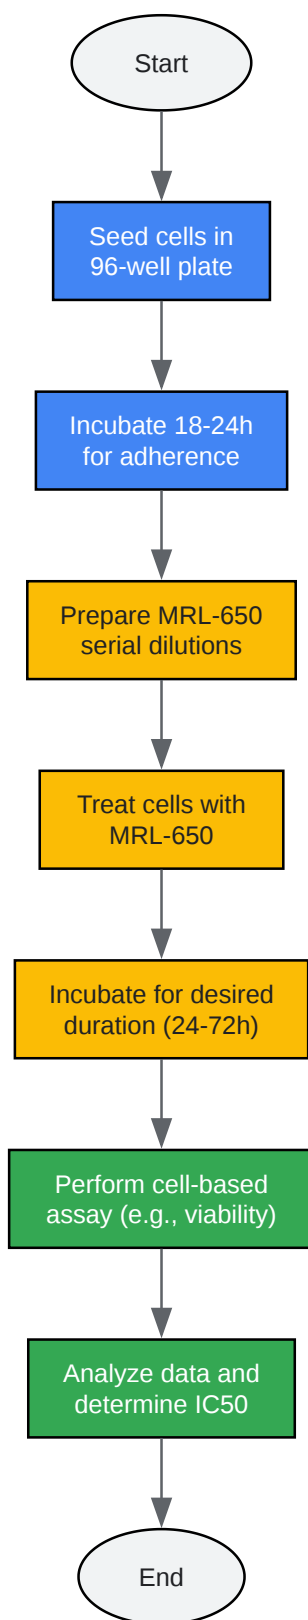 Start
Seed cells in
96-well plate
Incubate 18-24h
for adherence
Prepare MRL-650
serial dilutions
Treat cells with
MRL-650
Incubate for desired
duration (24-72h)
Perform cell-based
assay (e.g., viability)
Analyze data and
determine IC50
End